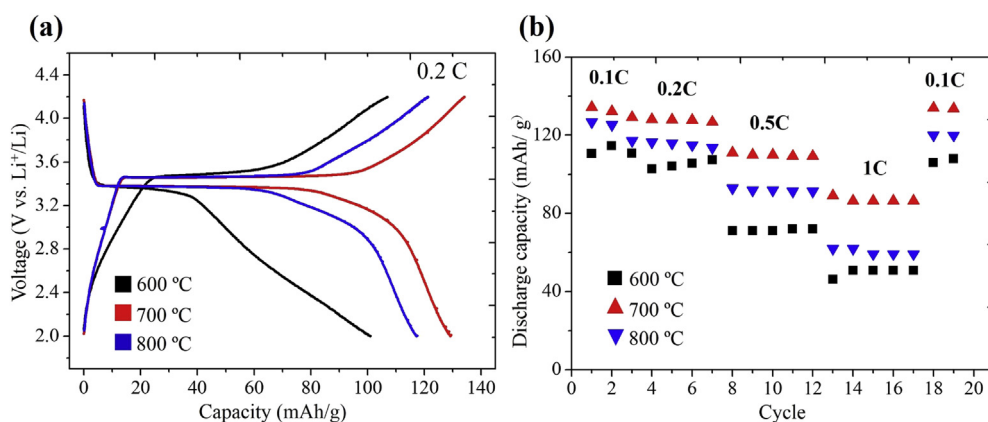 (a)
0.2 C
Voltage (V vs. Li⁺/Li)
4.4
4.0
3.6
3.2
2.8
2.4
2.0
600 ºC
700 ºC
800 ºC
0 20 40 60 80 100 120 140
Capacity (mAh/g)
(b)
Discharge capacity (mAh/ g)
160
120
80
40
0
0.1C
0.2C
0.5C
1C
0.1C
600 ºC
700 ºC
800 ºC
0 2 4 6 8 10 12 14 16 18 20
Cycle